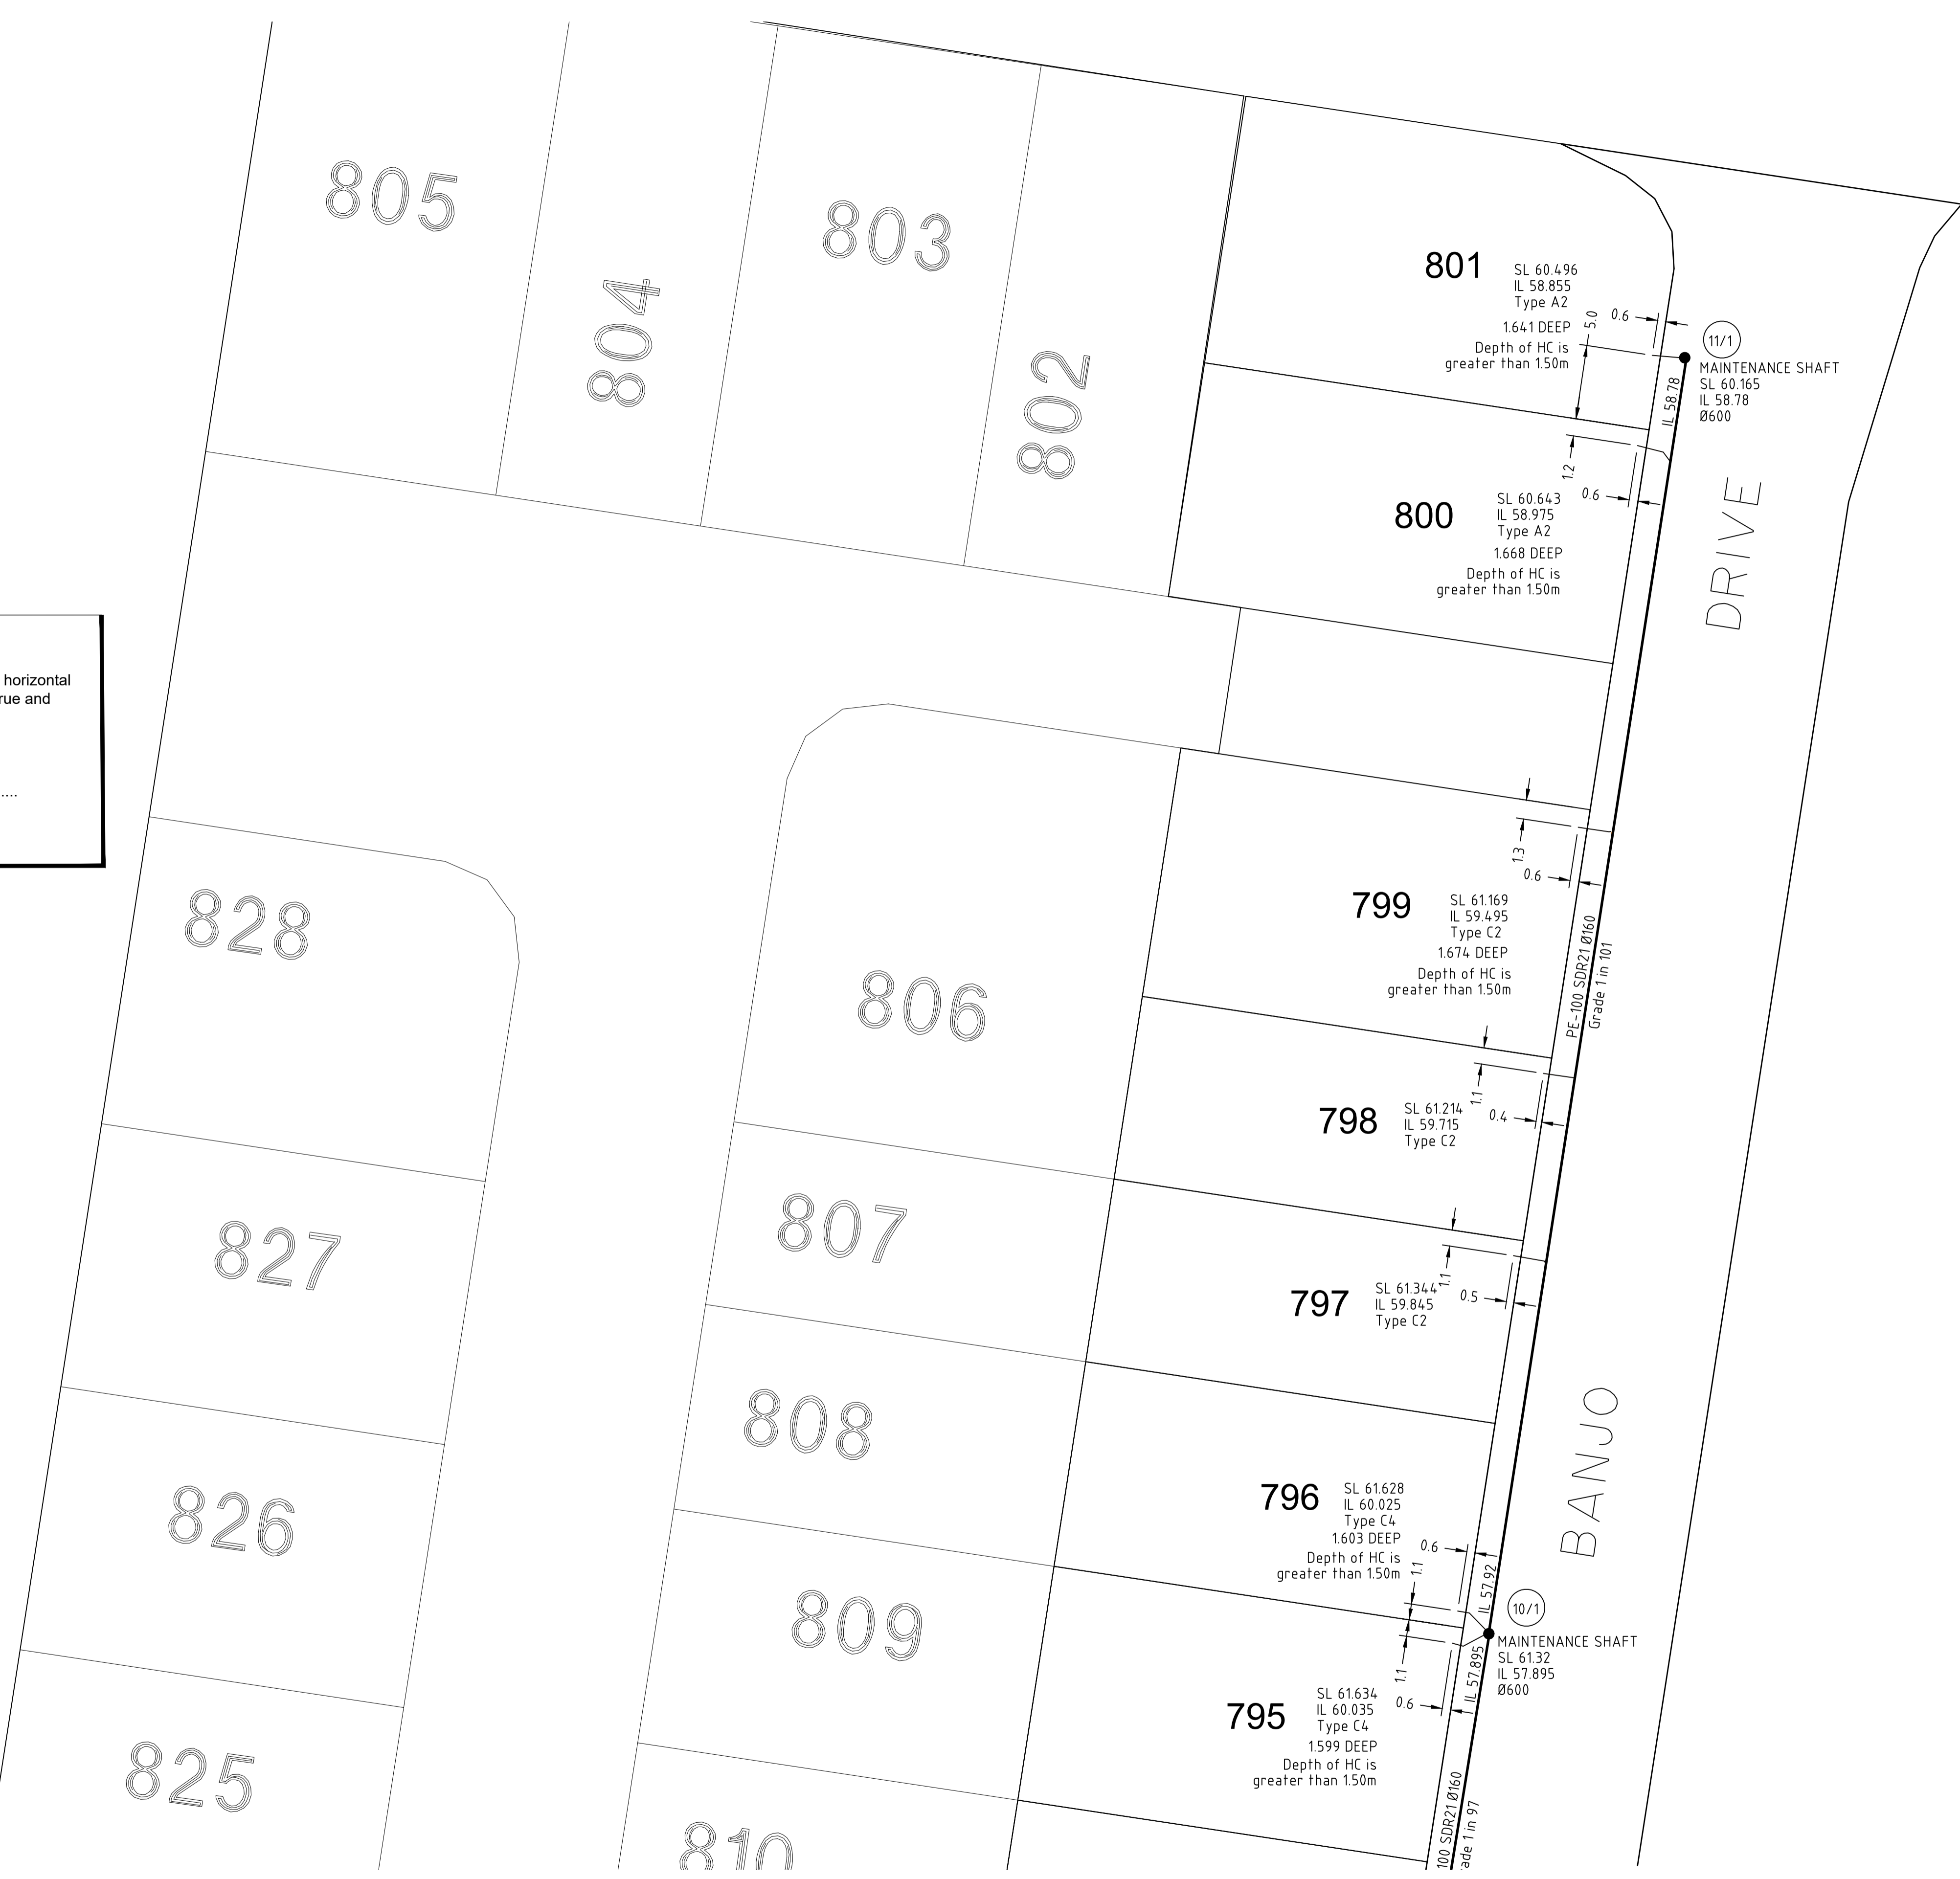 805
804
803
802
801
SL 60.496
IL 58.855
Type A2
1.641 DEEP
Depth of HC is
greater than 1.50m
5.0
0.6
11/1
MAINTENANCE SHAFT
SL 60.165
IL 58.78
Ø600
IL 58.78
800
SL 60.643
IL 58.975
Type A2
1.668 DEEP
Depth of HC is
greater than 1.50m
1.2
0.6
DRIVE
horizontal
rue and
....
828
806
799
SL 61.169
IL 59.495
Type C2
1.674 DEEP
Depth of HC is
greater than 1.50m
1.3
0.6
PE-100 SDR21 Ø160
Grade 1 in 101
798
SL 61.214
IL 59.715
Type C2
1.1
0.4
827
807
797
SL 61.344
IL 59.845
Type C2
1.1
0.5
BANJO
826
808
796
SL 61.628
IL 60.025
Type C4
1.603 DEEP
Depth of HC is
greater than 1.50m
0.6
1.1
IL 57.92
10/1
MAINTENANCE SHAFT
SL 61.32
IL 57.895
Ø600
IL 57.895
809
795
SL 61.634
IL 60.035
Type C4
1.599 DEEP
Depth of HC is
greater than 1.50m
1.1
0.6
825
810
100 SDR21 Ø160
ade 1 in 97